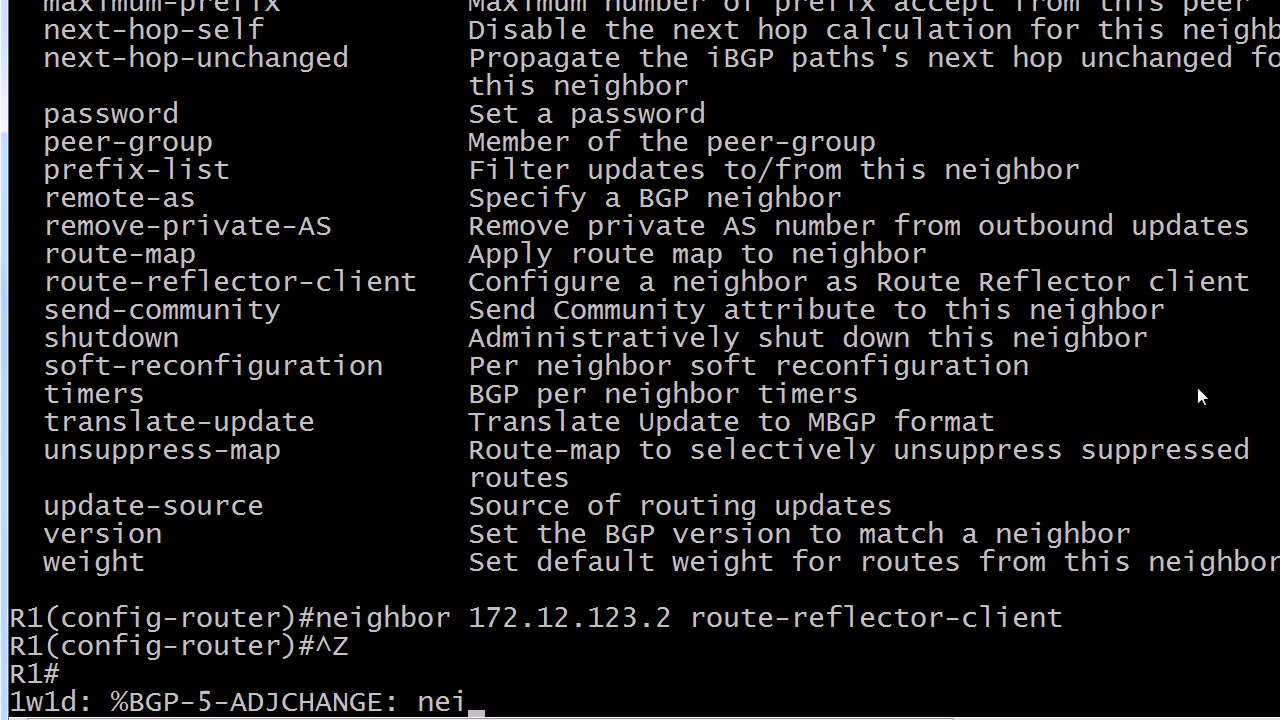 maximum-prefix Maximum number of prefix accept from this peer
next-hop-self Disable the next hop calculation for this neighb
next-hop-unchanged Propagate the iBGP paths's next hop unchanged fo
this neighbor
password Set a password
peer-group Member of the peer-group
prefix-list Filter updates to/from this neighbor
remote-as Specify a BGP neighbor
remove-private-AS Remove private AS number from outbound updates
route-map Apply route map to neighbor
route-reflector-client Configure a neighbor as Route Reflector client
send-community Send Community attribute to this neighbor
shutdown Administratively shut down this neighbor
soft-reconfiguration Per neighbor soft reconfiguration
timers BGP per neighbor timers
translate-update Translate Update to MBGP format
unsuppress-map Route-map to selectively unsuppress suppressed
routes
update-source Source of routing updates
version Set the BGP version to match a neighbor
weight Set default weight for routes from this neighbor
R1(config-router)#neighbor 172.12.123.2 route-reflector-client
R1(config-router)#^Z
R1#
1w1d: %BGP-5-ADJCHANGE: nei